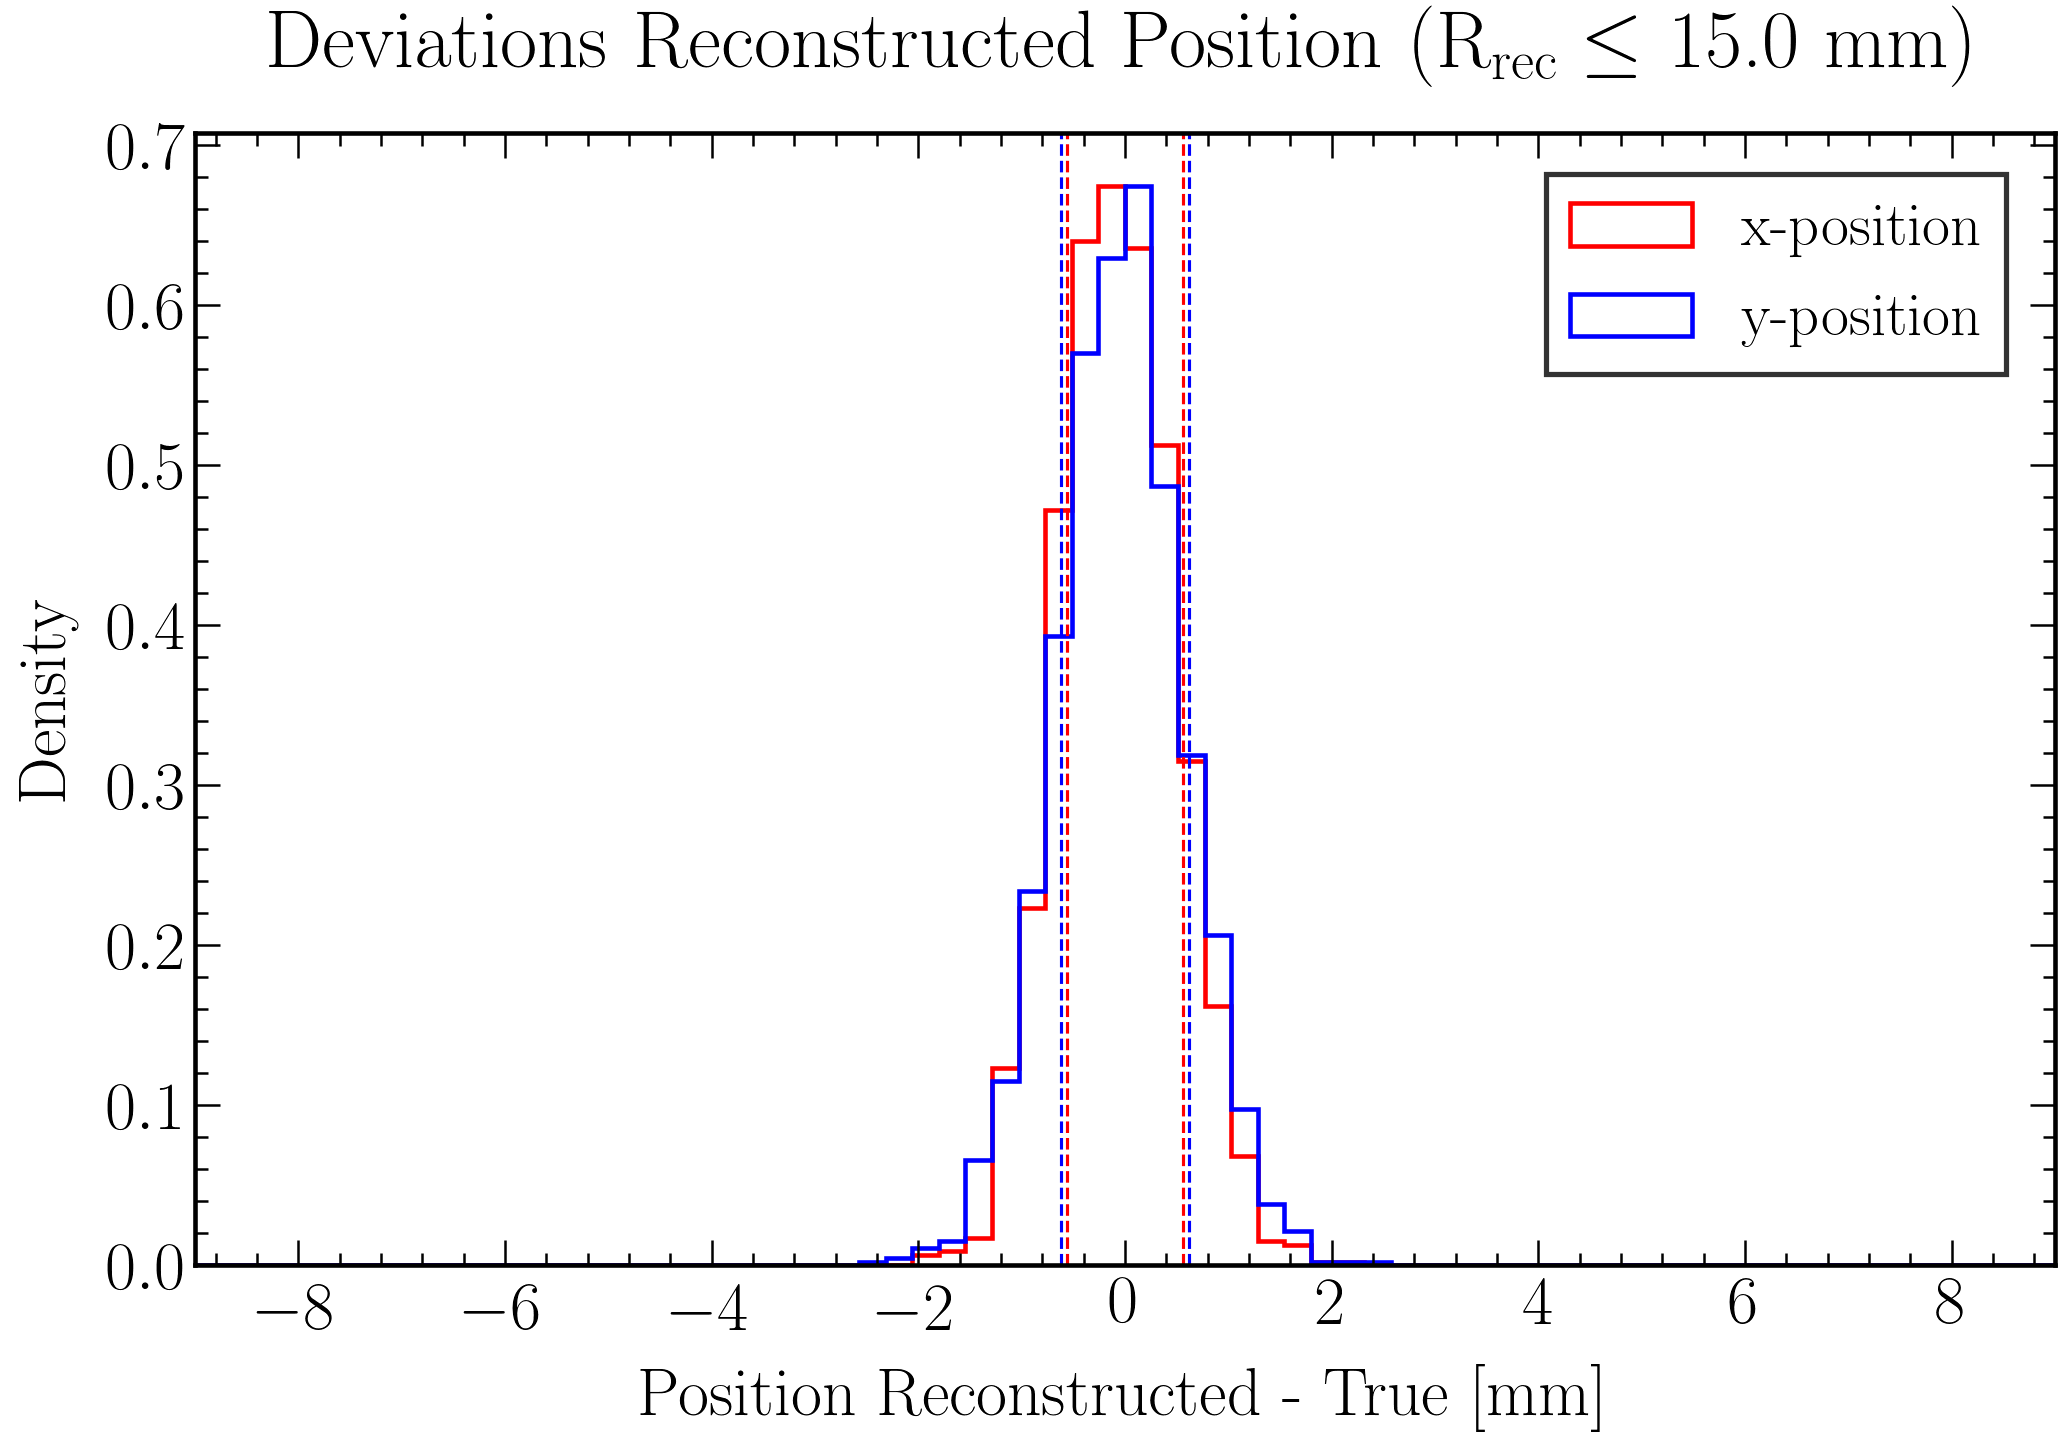 Deviations Reconstructed Position (R_rec ≤ 15.0 mm)
0.7
0.6
0.5
0.4
0.3
0.2
0.1
0.0
Density
x-position
y-position
−8 −6 −4 −2 0 2 4 6 8
Position Reconstructed - True [mm]